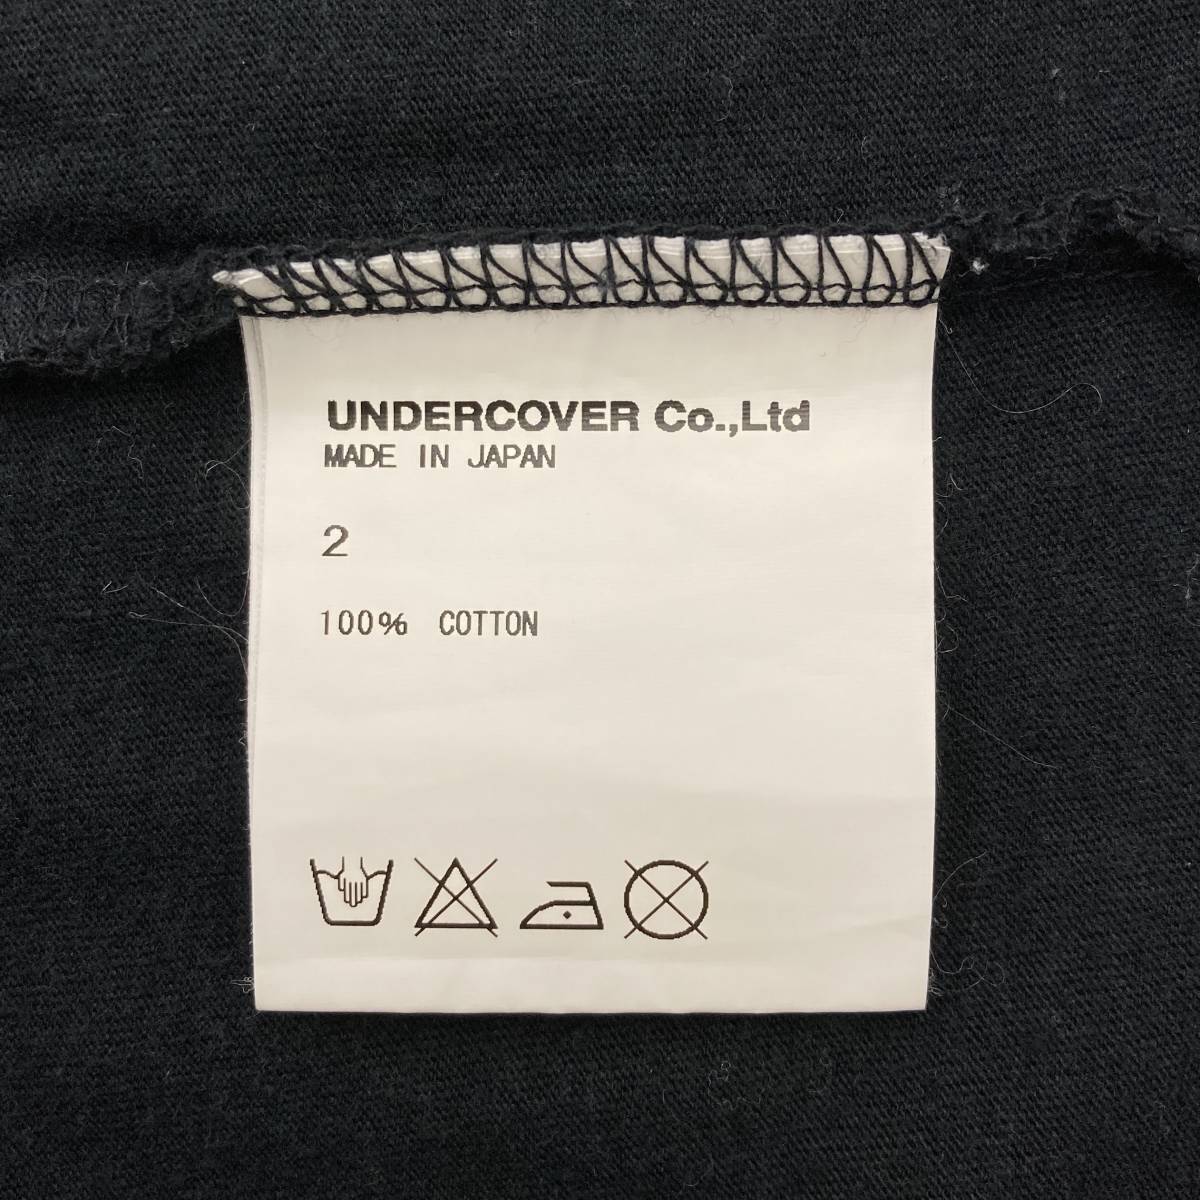 UNDERCOVER Co.,Ltd
MADE IN JAPAN
2
100% COTTON